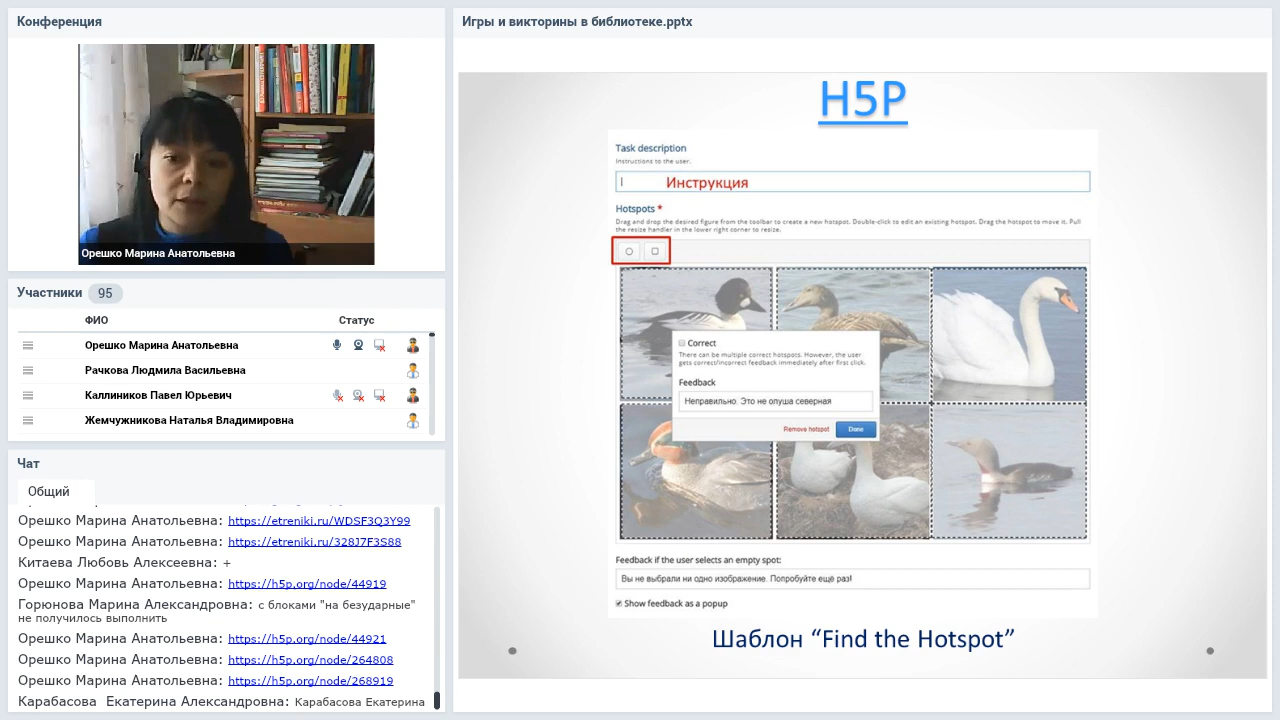 Конференция
Орешко Марина Анатольевна
Участники 95
ФИО Статус
Орешко Марина Анатольевна
Рачкова Людмила Васильевна
Каллиников Павел Юрьевич
Жемчужникова Наталья Владимировна
Чат
Общий
Орешко Марина Анатольевна: https://etreniki.ru/WDSF3Q3Y99
Орешко Марина Анатольевна: https://etreniki.ru/328J7F3S88
Китаева Любовь Алексеевна: +
Орешко Марина Анатольевна: https://h5p.org/node/44919
Горюнова Марина Александровна: с блоками "на безударные"
не получилось выполнить
Орешко Марина Анатольевна: https://h5p.org/node/44921
Орешко Марина Анатольевна: https://h5p.org/node/264808
Орешко Марина Анатольевна: https://h5p.org/node/268919
Карабасова Екатерина Александровна: Карабасова Екатерина
Игры и викторины в библиотеке.pptx
H5P
Task description
Instructions to the user.
Инструкция
Hotspots *
Drag and drop the desired figure from the toolbar to create a new hotspot. Double-click to edit an existing hotspot. Drag the hotspot to move it. Pull
the resize handler in the lower right corner to resize.
Correct
There can be multiple correct hotspots. However, the user
gets correct/incorrect feedback immediately after first click.
Feedback
Неправильно. Это не олуша северная
Remove hotspot Done
Feedback if the user selects an empty spot:
Вы не выбрали ни одно изображение. Попробуйте ещё раз!
Show feedback as a popup
Шаблон “Find the Hotspot”